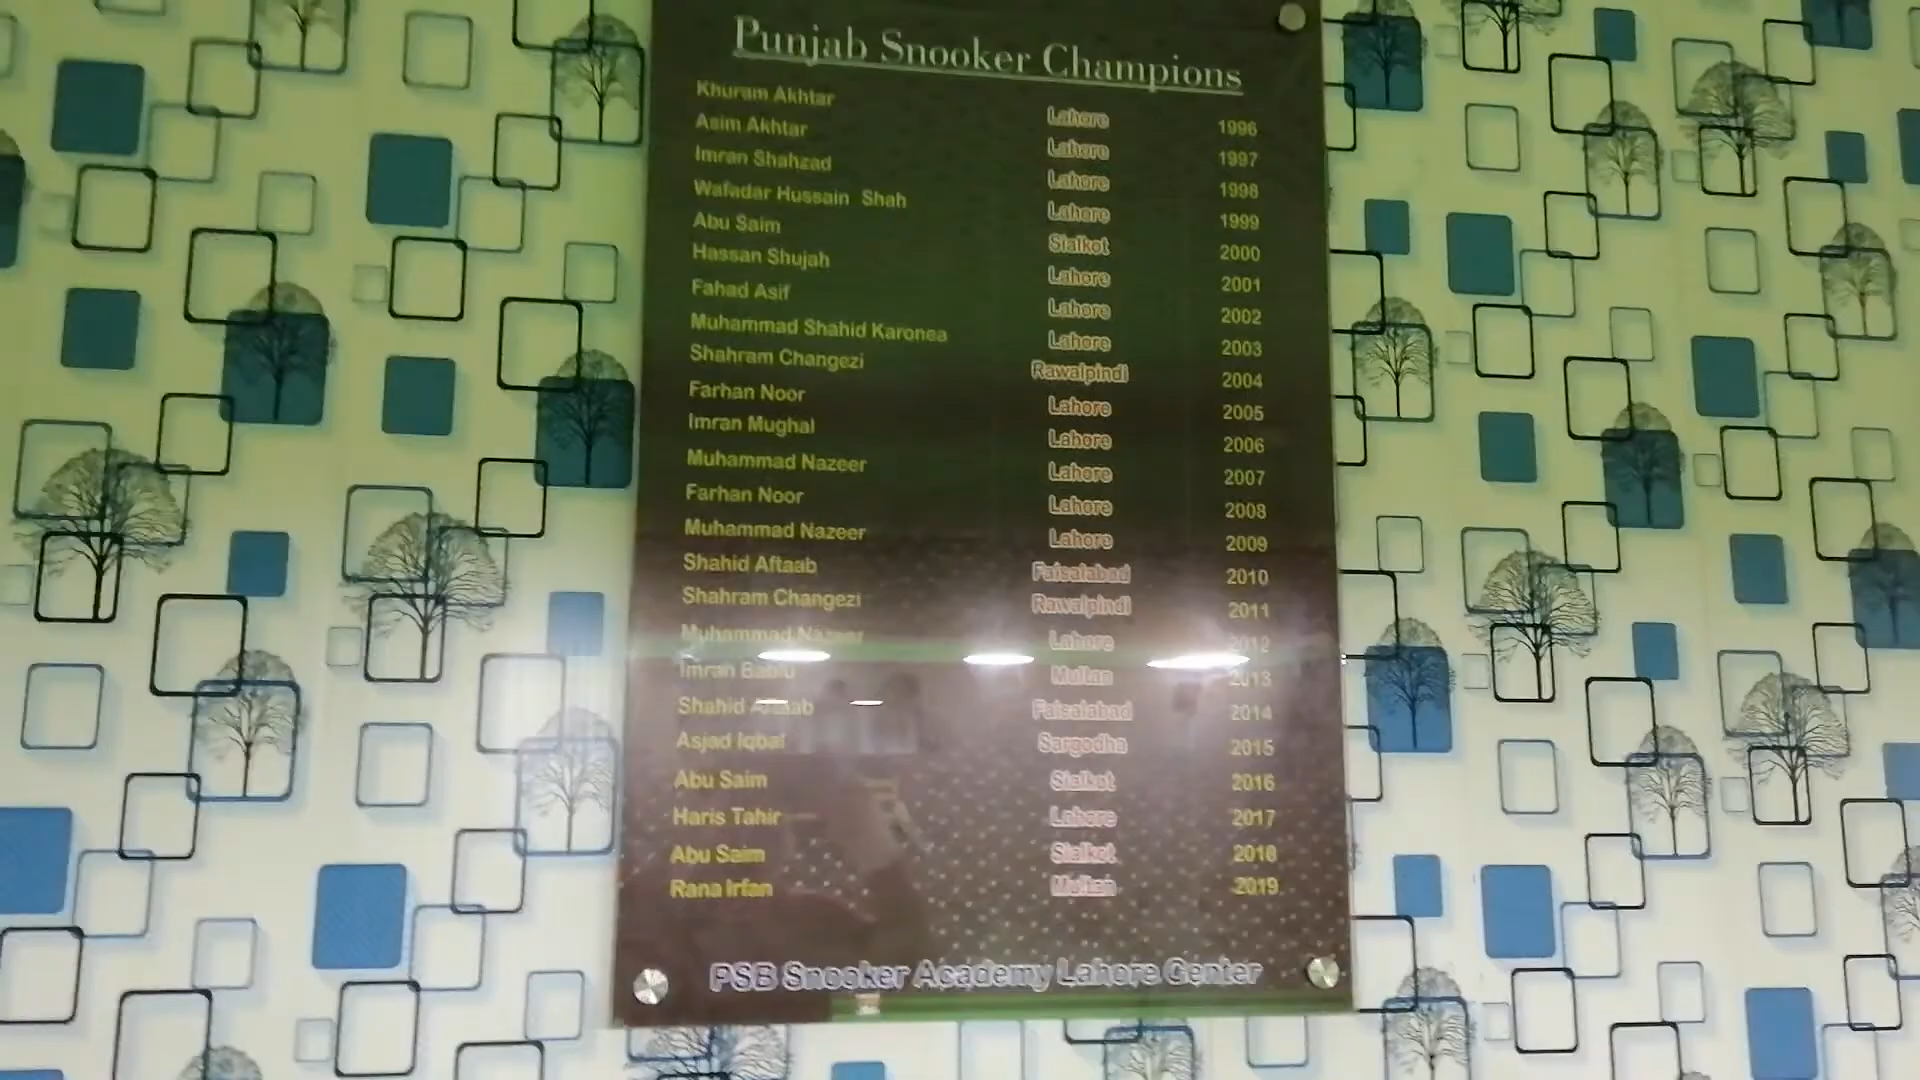 Punjab Snooker Champions
Khuram Akhtar Lahore 1996
Asim Akhtar Lahore 1997
Imran Shahzad Lahore 1998
Wafadar Hussain Shah Lahore 1999
Abu Saim Sialkot 2000
Hassan Shujah Lahore 2001
Fahad Asif Lahore 2002
Muhammad Shahid Karonea Lahore 2003
Shahram Changezi Rawalpindi 2004
Farhan Noor Lahore 2005
Imran Mughal Lahore 2006
Muhammad Nazeer Lahore 2007
Farhan Noor Lahore 2008
Muhammad Nazeer Lahore 2009
Shahid Aftaab Faisalabad 2010
Shahram Changezi Rawalpindi 2011
Muhammad Nazeer Lahore 2012
Imran Bablu Multan 2013
Shahid Aftaab Faisalabad 2014
Asjad Iqbal Sargodha 2015
Abu Saim Sialkot 2016
Haris Tahir Lahore 2017
Abu Saim Sialkot 2018
Rana Irfan Multan 2019
PSB Snooker Academy Lahore Center